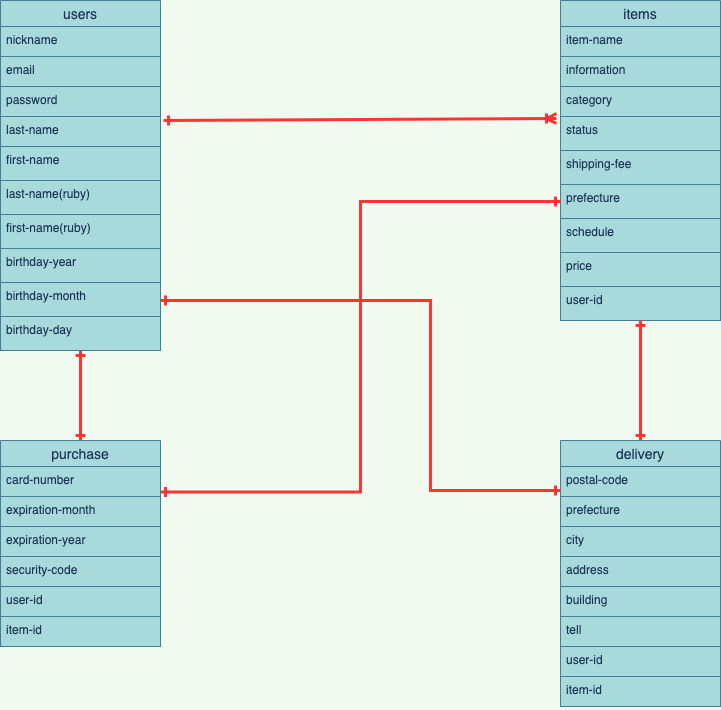 users
nickname
email
password
last-name
first-name
last-name(ruby)
first-name(ruby)
birthday-year
birthday-month
birthday-day
items
item-name
information
category
status
shipping-fee
prefecture
schedule
price
user-id
purchase
card-number
expiration-month
expiration-year
security-code
user-id
item-id
delivery
postal-code
prefecture
city
address
building
tell
user-id
item-id